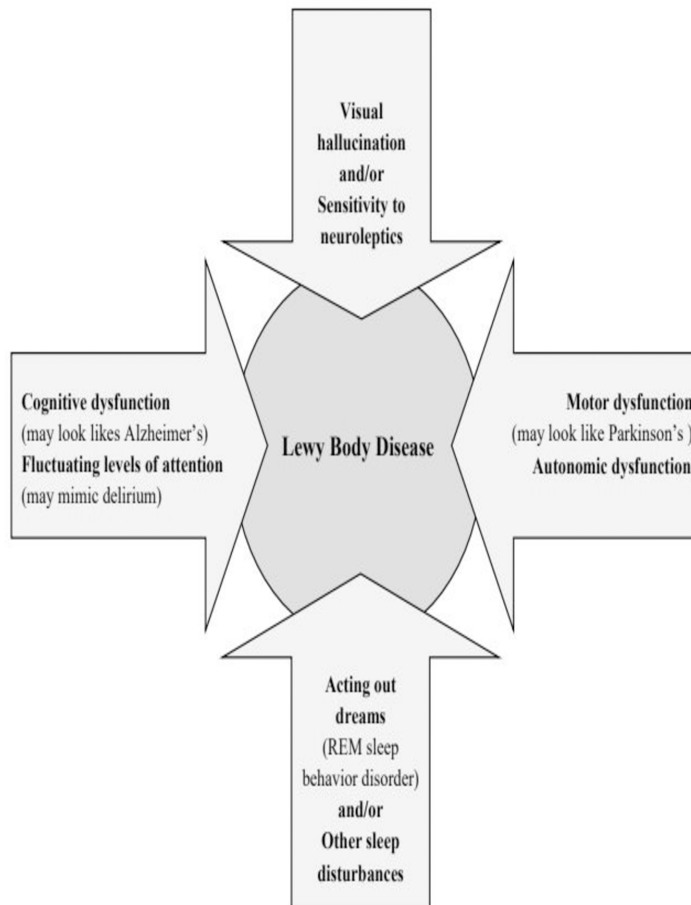 Visual
hallucination
and/or
Sensitivity to
neuroleptics
Cognitive dysfunction
(may look likes Alzheimer's)
Fluctuating levels of attention
(may mimic delirium)
Lewy Body Disease
Motor dysfunction
(may look like Parkinson's )
Autonomic dysfunction
Acting out
dreams
(REM sleep
behavior disorder)
and/or
Other sleep
disturbances